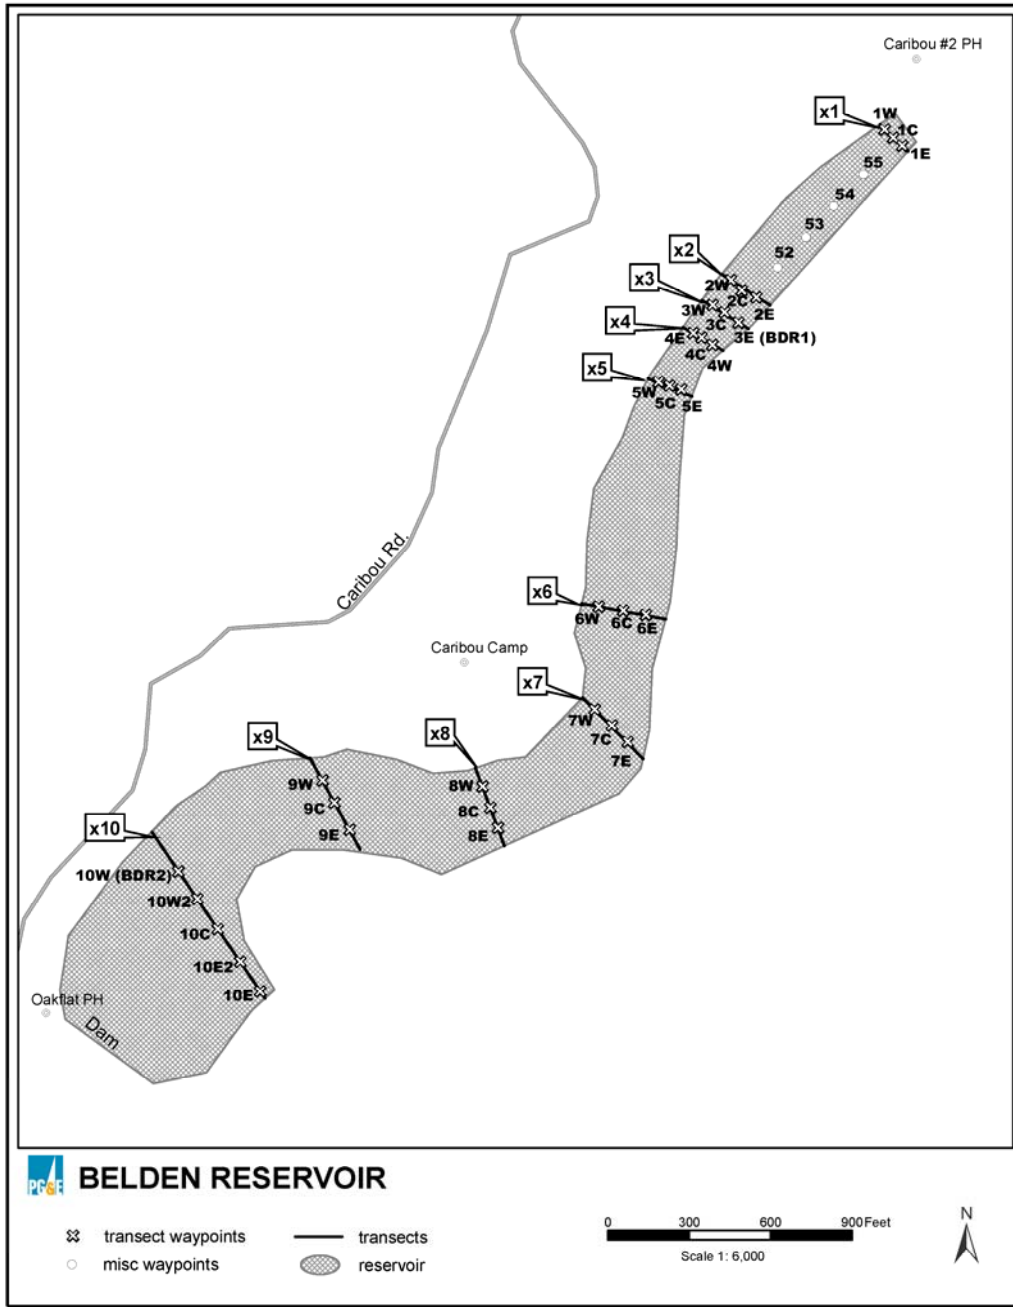 Caribou #2 PH
x1
1W
1C
1E
55
54
53
52
x2
2W
2C
2E
x3
3W
3C
3E (BDR1)
x4
4E
4C
4W
x5
5W
5C
5E
Caribou Rd.
x6
6W
6C
6E
Caribou Camp
x7
7W
7C
7E
x8
8W
8C
8E
x9
9W
9C
9E
x10
10W (BDR2)
10W2
10C
10E2
10E
Oakflat PH
Dam
PG&E
BELDEN RESERVOIR
transect waypoints
transects
misc waypoints
reservoir
0 300 600 900 Feet
Scale 1: 6,000
N